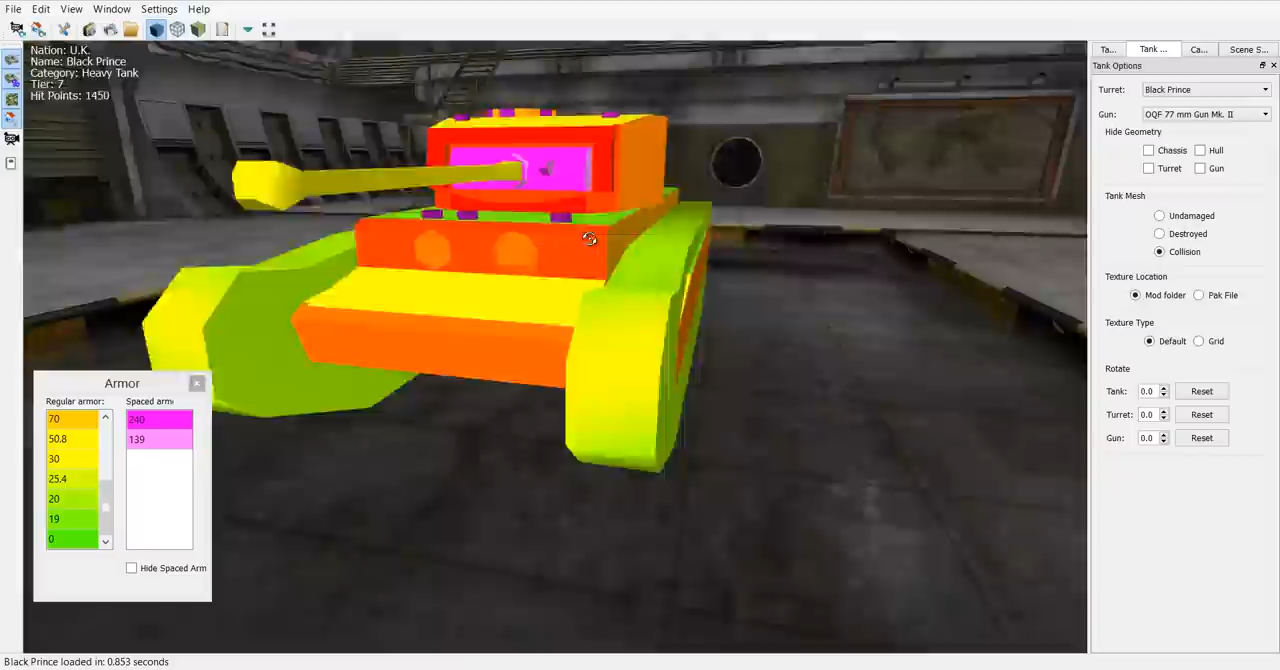 File Edit View Window Settings Help
Nation: U.K.
Name: Black Prince
Category: Heavy Tank
Tier: 7
Hit Points: 1450
Ta... Tank ... Ca... Scene S...
Tank Options
Turret: Black Prince
Gun: OQF 77 mm Gun Mk. II
Hide Geometry
Chassis Hull
Turret Gun
Tank Mesh
Undamaged
Destroyed
Collision
Texture Location
Mod folder Pak File
Texture Type
Default Grid
Rotate
Tank: 0.0 Reset
Turret: 0.0 Reset
Gun: 0.0 Reset
Armor
Regular armor: Spaced arm
70 240
50.8 139
30
25.4
20
19
0
Hide Spaced Arm
Black Prince loaded in: 0.853 seconds